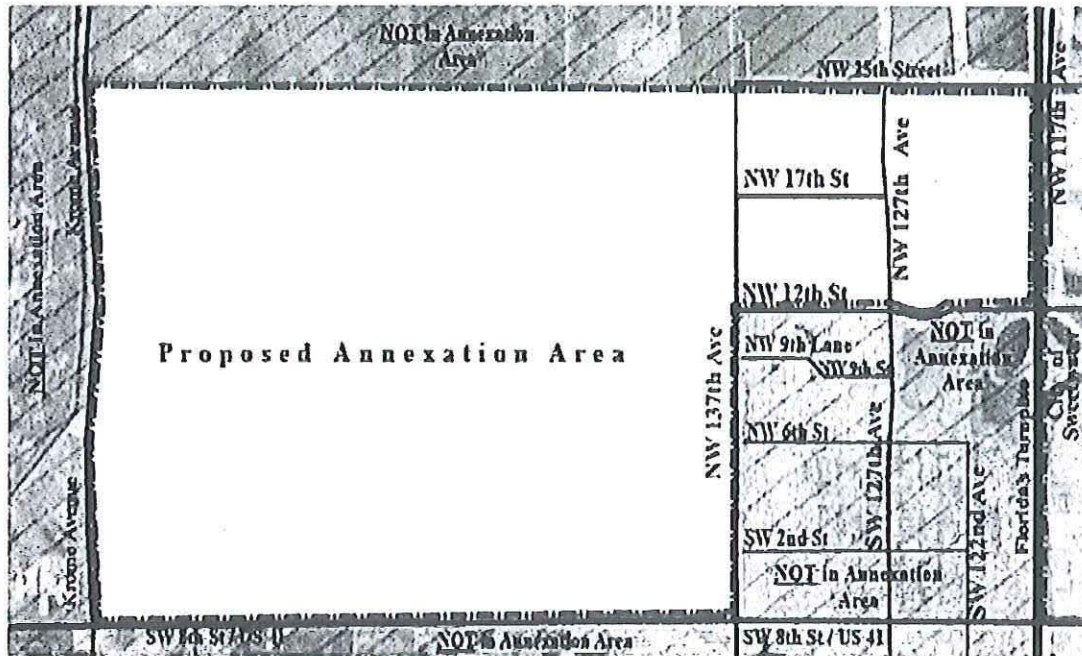 NOT in Annexation
Area
NW 25th Street
NW 117th Ave
Krome Avenue
NOT in Annexation Area
NW 17th St
NW 127th Ave
NW 12th St
Proposed Annexation Area
NW 137th Ave
NW 9th Lane
NW 9th S
NOT in
Annexation
Area
City of
Sweetwater
Florida's Turnpike
NW 6th St
SW 127th Ave
SW 122nd Ave
SW 2nd St
NOT in Annexation
Area
Krome Avenue
SW 8th St / US 41
NOT in Annexation Area
SW 8th St / US 41